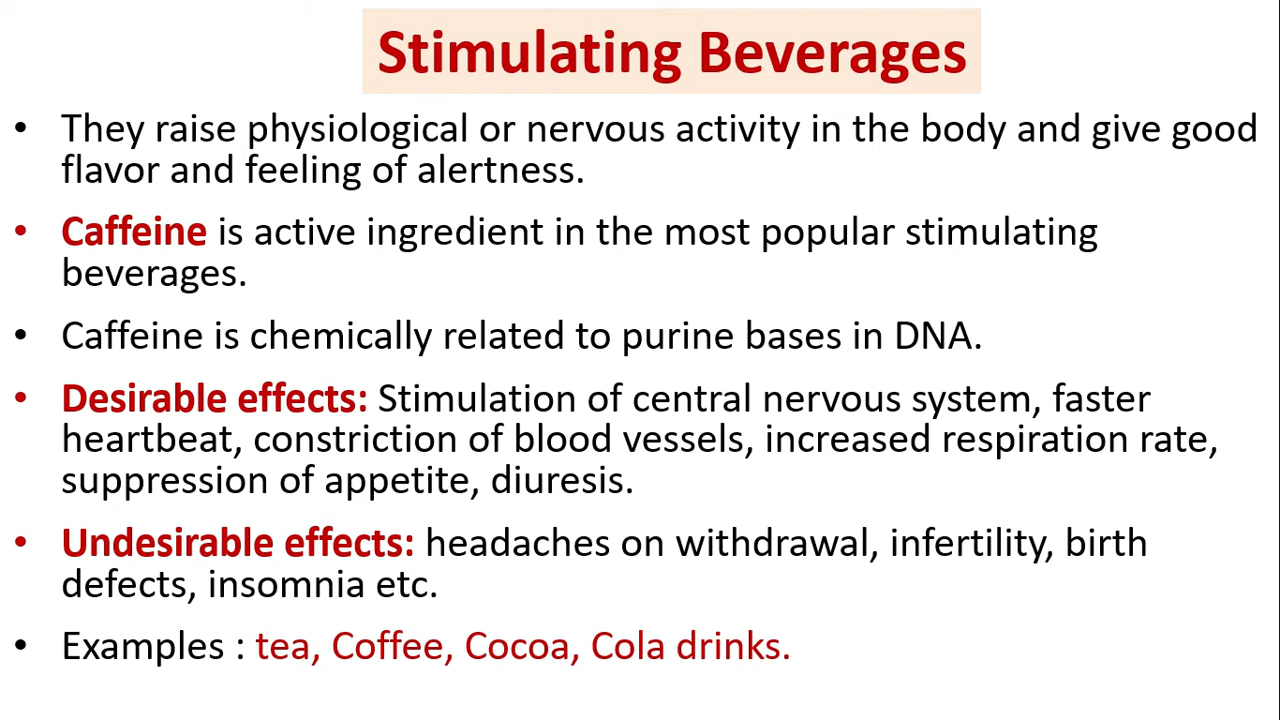 Stimulating Beverages
• They raise physiological or nervous activity in the body and give good
flavor and feeling of alertness.
• Caffeine is active ingredient in the most popular stimulating
beverages.
• Caffeine is chemically related to purine bases in DNA.
• Desirable effects: Stimulation of central nervous system, faster
heartbeat, constriction of blood vessels, increased respiration rate,
suppression of appetite, diuresis.
• Undesirable effects: headaches on withdrawal, infertility, birth
defects, insomnia etc.
• Examples : tea, Coffee, Cocoa, Cola drinks.